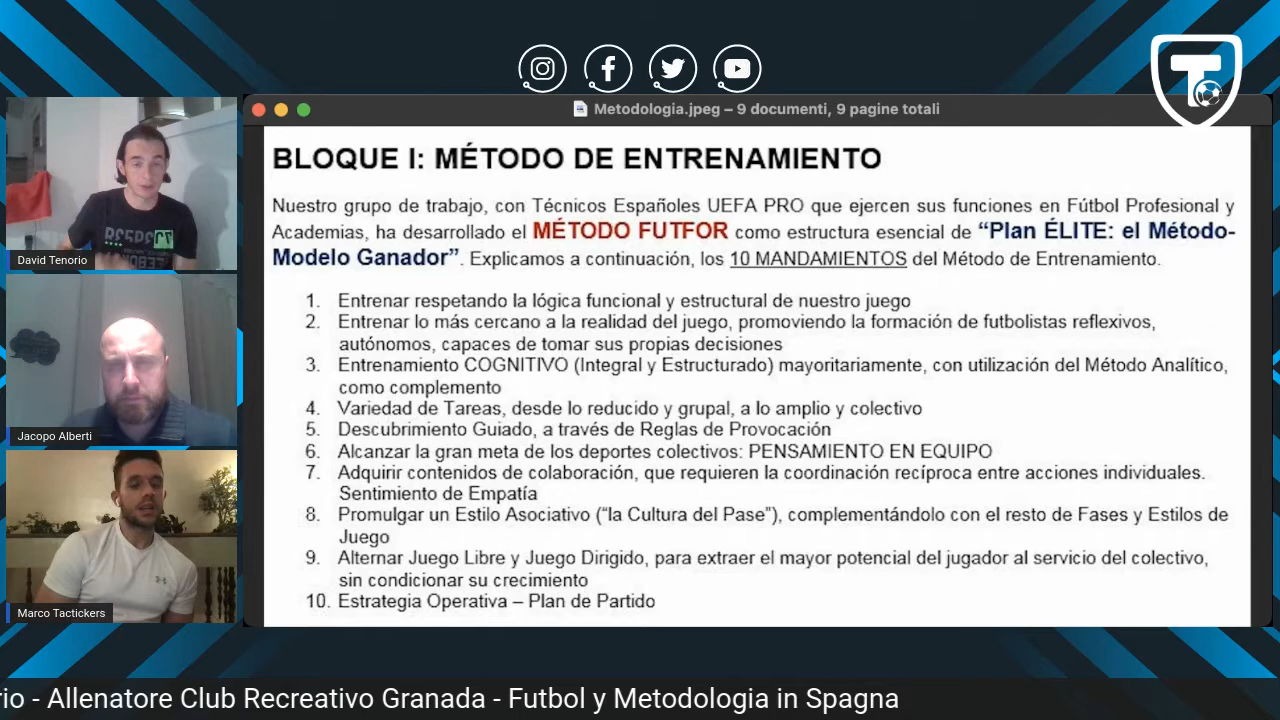 Metodologia.jpeg – 9 documenti, 9 pagine totali
BLOQUE I: MÉTODO DE ENTRENAMIENTO
Nuestro grupo de trabajo, con Técnicos Españoles UEFA PRO que ejercen sus funciones en Fútbol Profesional y
Academias, ha desarrollado el MÉTODO FUTFOR como estructura esencial de “Plan ÉLITE: el Método-
Modelo Ganador”. Explicamos a continuación, los 10 MANDAMIENTOS del Método de Entrenamiento.
1. Entrenar respetando la lógica funcional y estructural de nuestro juego
2. Entrenar lo más cercano a la realidad del juego, promoviendo la formación de futbolistas reflexivos,
autónomos, capaces de tomar sus propias decisiones
3. Entrenamiento COGNITIVO (Integral y Estructurado) mayoritariamente, con utilización del Método Analítico,
como complemento
4. Variedad de Tareas, desde lo reducido y grupal, a lo amplio y colectivo
5. Descubrimiento Guiado, a través de Reglas de Provocación
6. Alcanzar la gran meta de los deportes colectivos: PENSAMIENTO EN EQUIPO
7. Adquirir contenidos de colaboración, que requieren la coordinación recíproca entre acciones individuales.
Sentimiento de Empatía
8. Promulgar un Estilo Asociativo (“la Cultura del Pase”), complementándolo con el resto de Fases y Estilos de
Juego
9. Alternar Juego Libre y Juego Dirigido, para extraer el mayor potencial del jugador al servicio del colectivo,
sin condicionar su crecimiento
10. Estrategia Operativa – Plan de Partido
David Tenorio
Jacopo Alberti
Marco Tactickers
rio - Allenatore Club Recreativo Granada - Futbol y Metodologia in Spagna